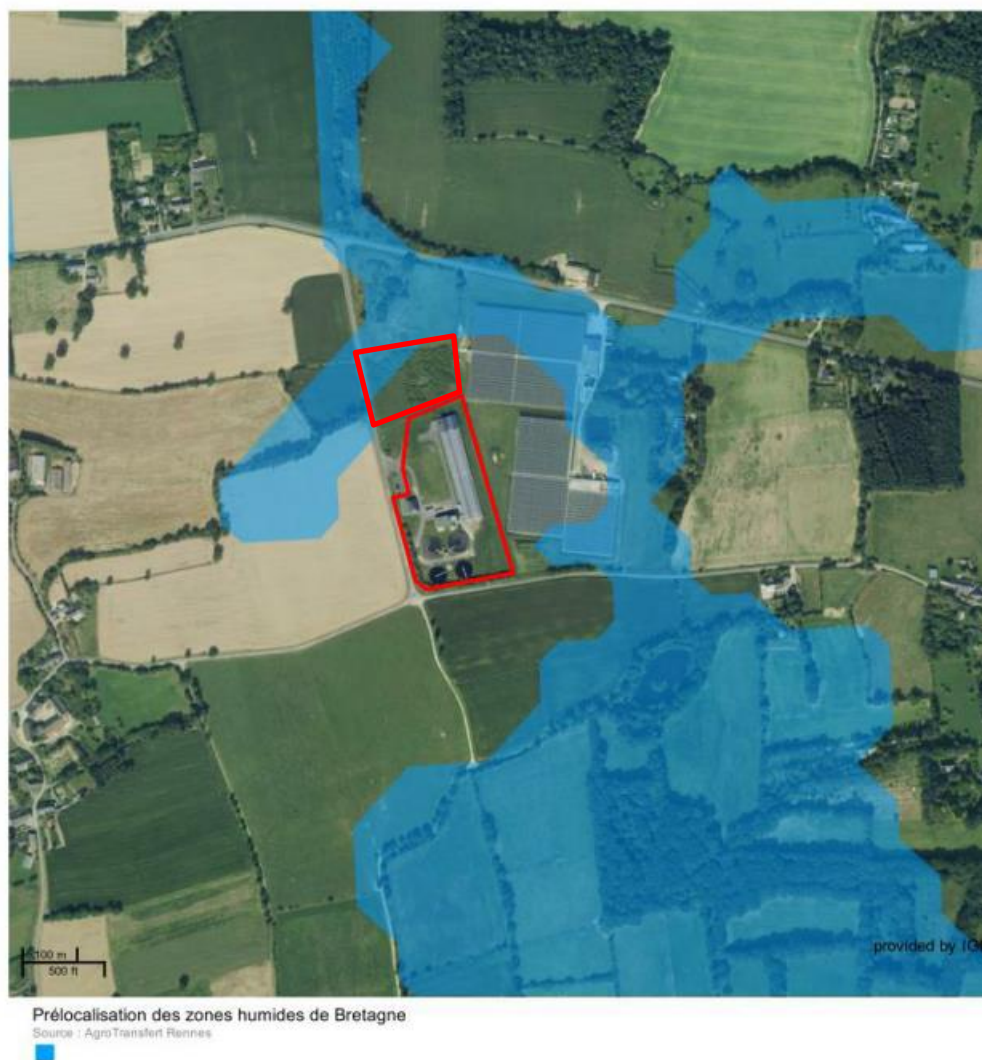 100 m
500 ft
provided by IG
Prélocalisation des zones humides de Bretagne
Source : AgroTransfert Rennes